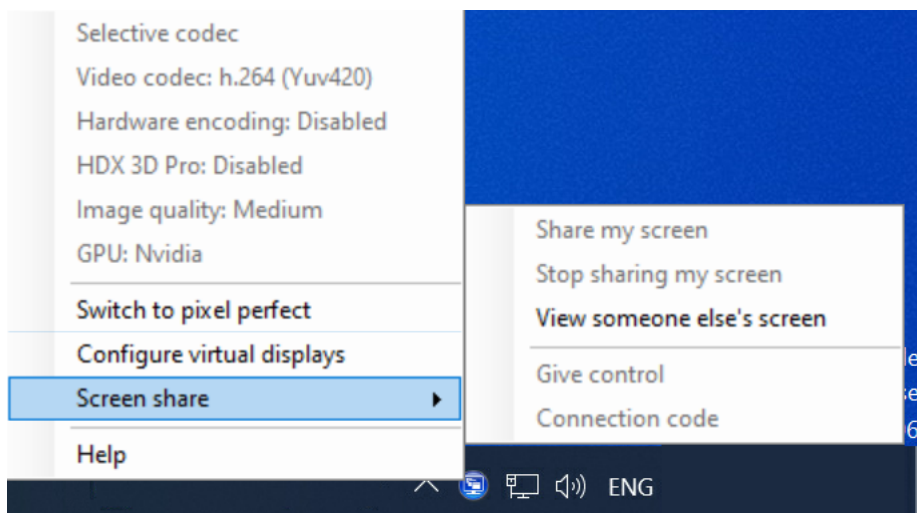 Selective codec
Video codec: h.264 (Yuv420)
Hardware encoding: Disabled
HDX 3D Pro: Disabled
Image quality: Medium
GPU: Nvidia
Switch to pixel perfect
Configure virtual displays
Screen share
Help
Share my screen
Stop sharing my screen
View someone else's screen
Give control
Connection code
ENG